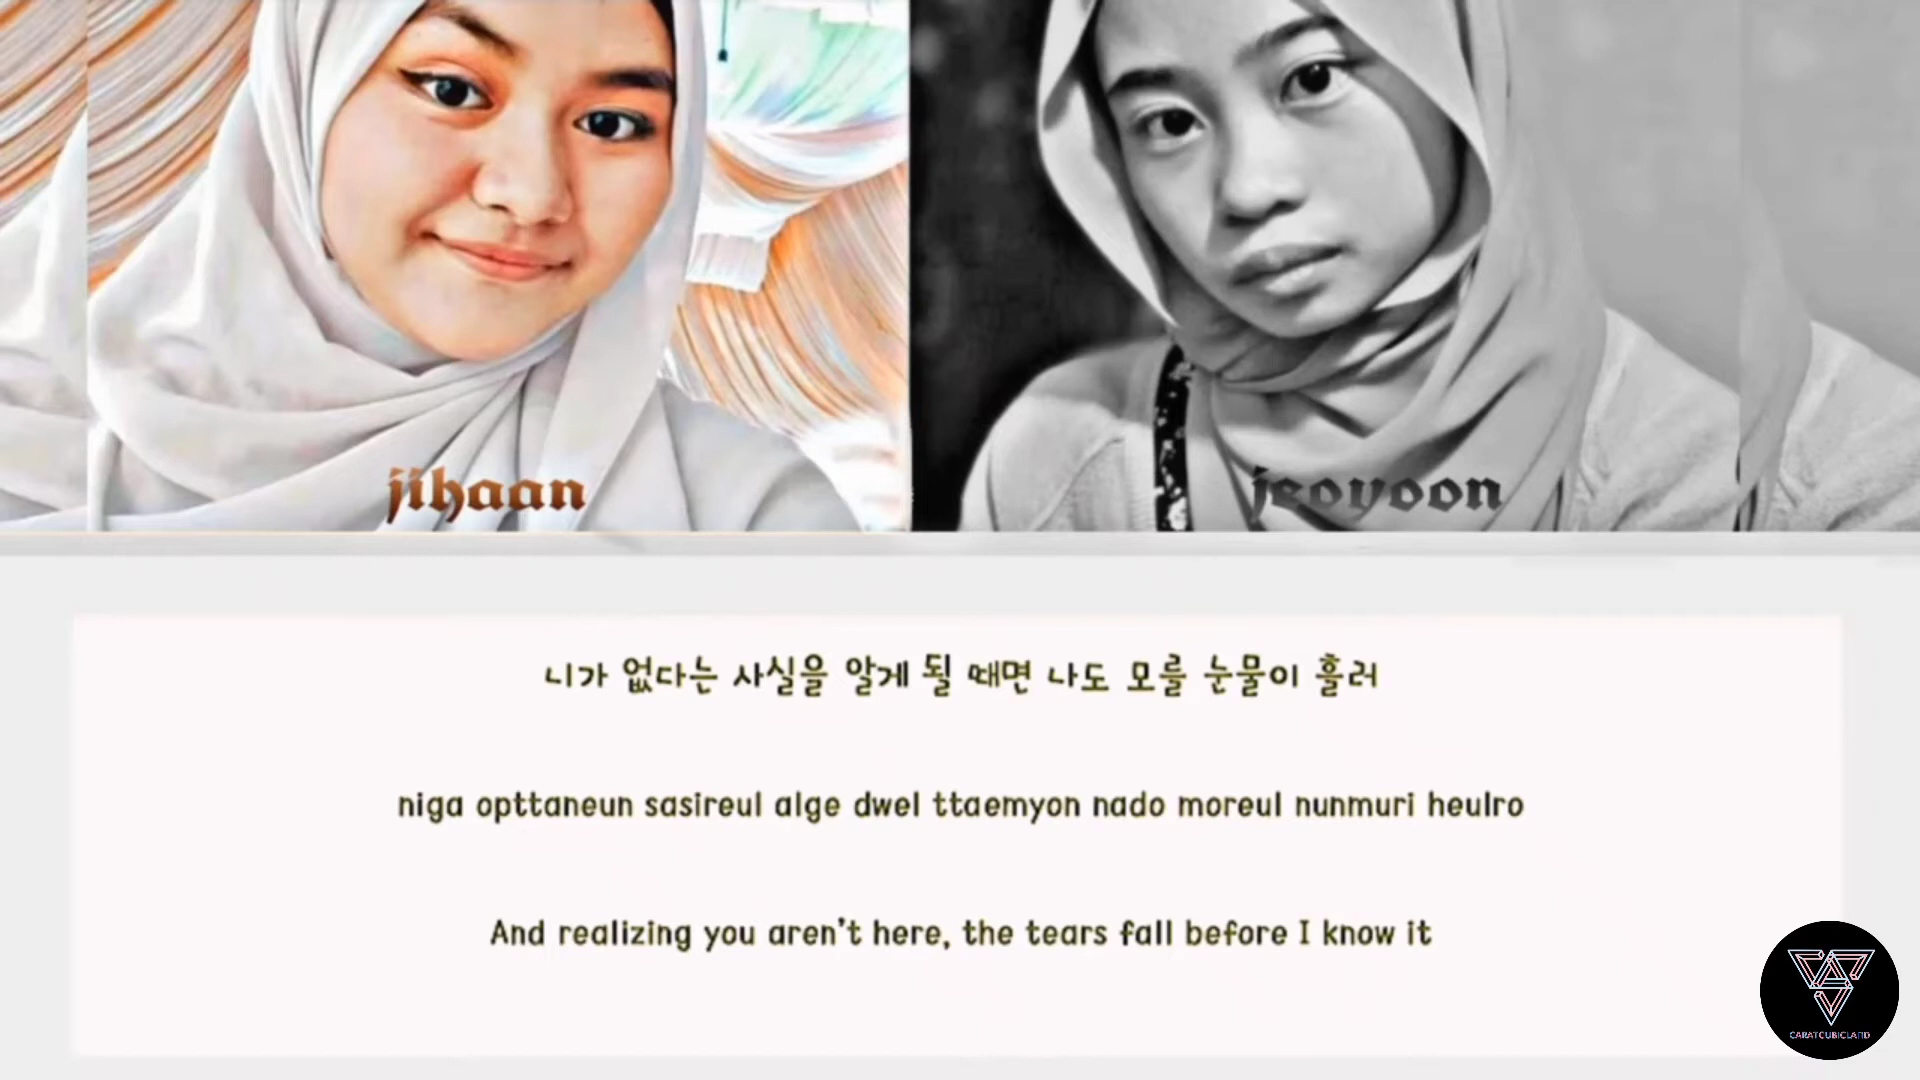 jihaan
jeoyoon
니가 없다는 사실을 알게 될 때면 나도 모를 눈물이 흘러
niga opttaneun sasireul alge dwel ttaemyon nado moreul nunmuri heulro
And realizing you aren't here, the tears fall before I know it
CARATCUBICLAND